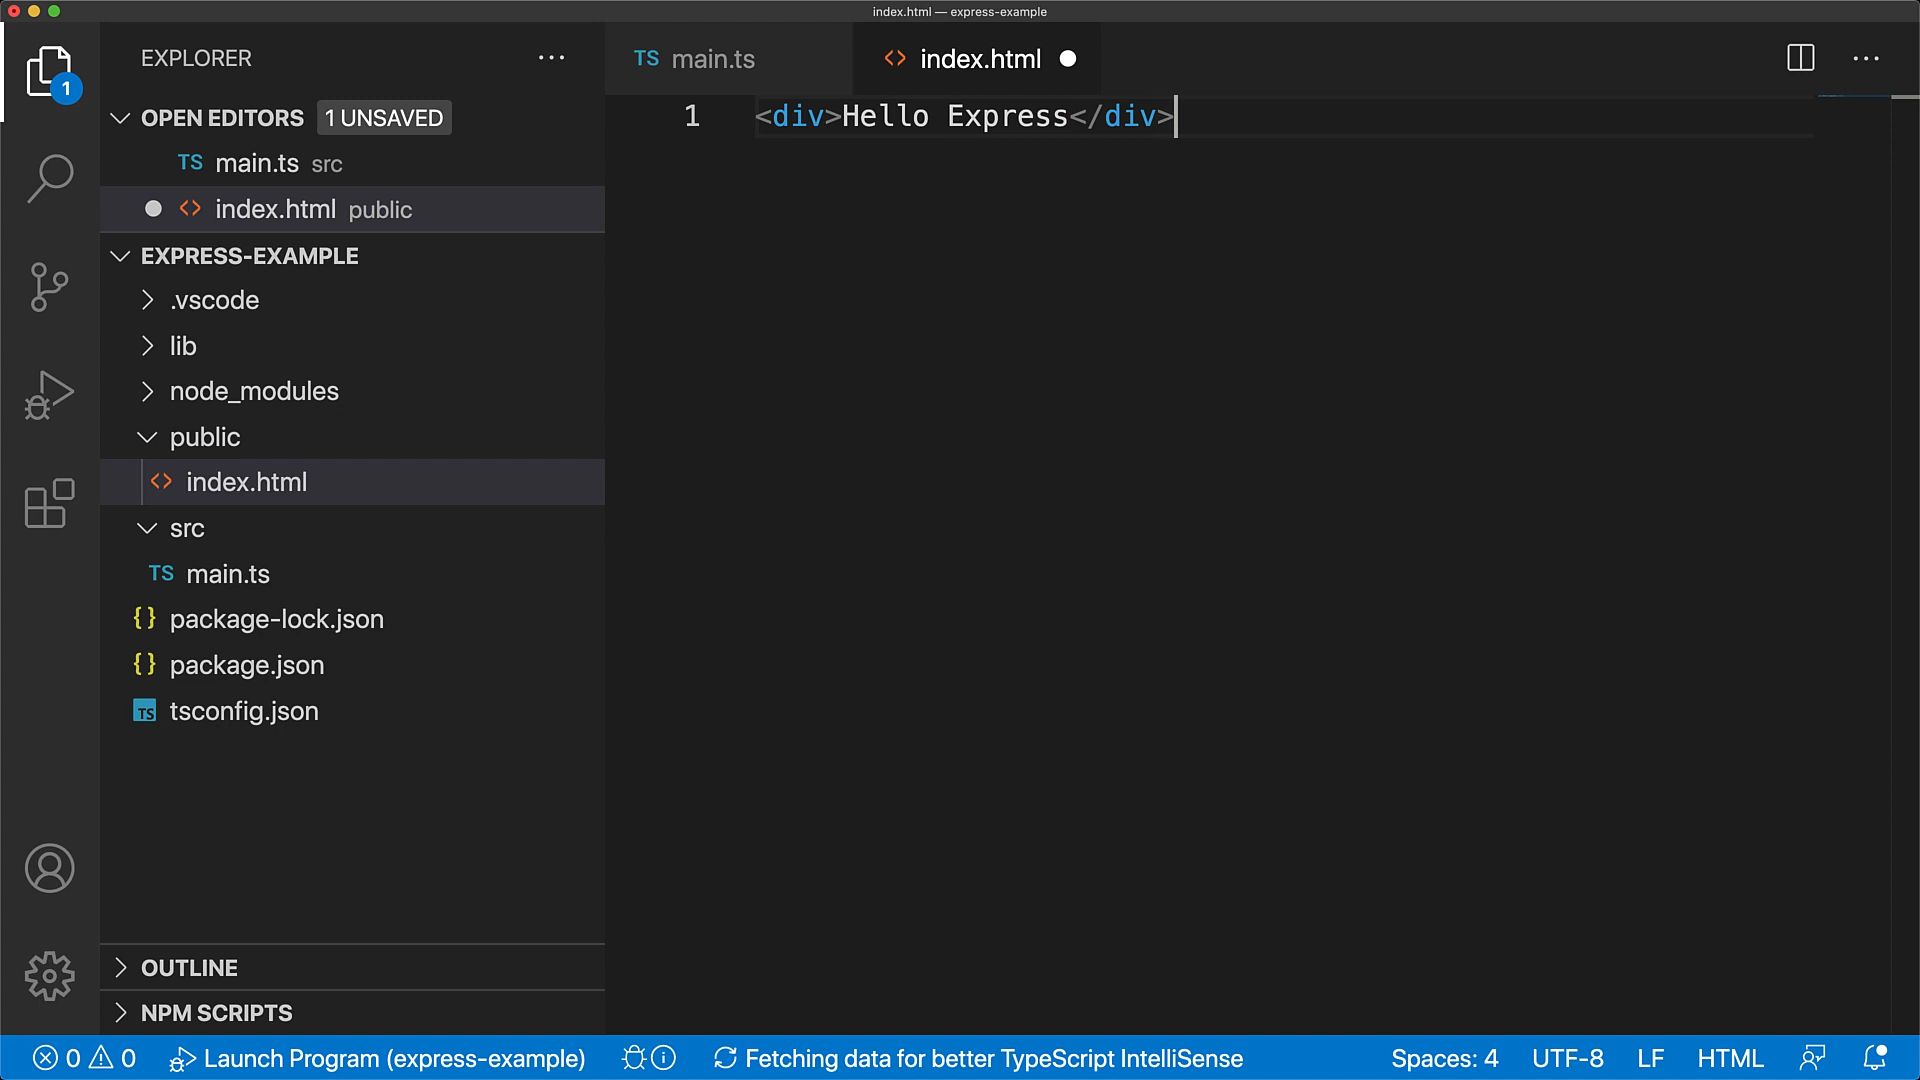 index.html — express-example
EXPLORER
TS main.ts
index.html
OPEN EDITORS 1 UNSAVED
TS main.ts src
index.html public
EXPRESS-EXAMPLE
.vscode
lib
node_modules
public
<> index.html
src
TS main.ts
{} package-lock.json
{} package.json
TS tsconfig.json
OUTLINE
NPM SCRIPTS
1
1 <div>Hello Express</div>
0 0 Launch Program (express-example) Fetching data for better TypeScript IntelliSense Spaces: 4 UTF-8 LF HTML